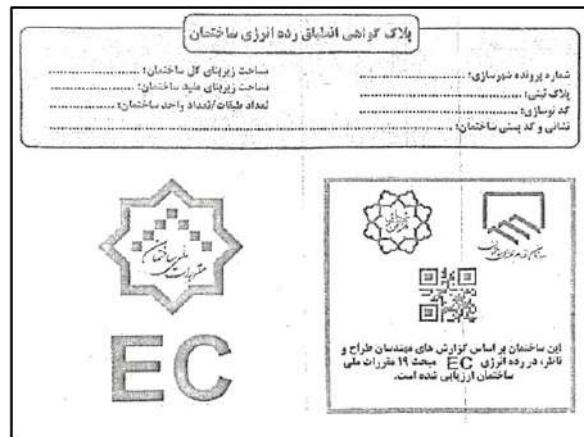 پلاک گواهی انطباق رده انرژی ساختمان
شماره پرونده شهرسازی:
پلاک ثبتی:
کد نوسازی:
نشانی و کد پستی ساختمان:
مساحت زیربنای کل ساختمان:
مساحت زیربنای مفید ساختمان:
تعداد طبقات/تعداد واحد ساختمان:
مقررات ملی ساختمان
EC
این ساختمان بر اساس گزارش های مهندسان طراح و
ناظر، در رده انرژی EC مبحث ۱۹ مقررات ملی
ساختمان ارزیابی شده است.